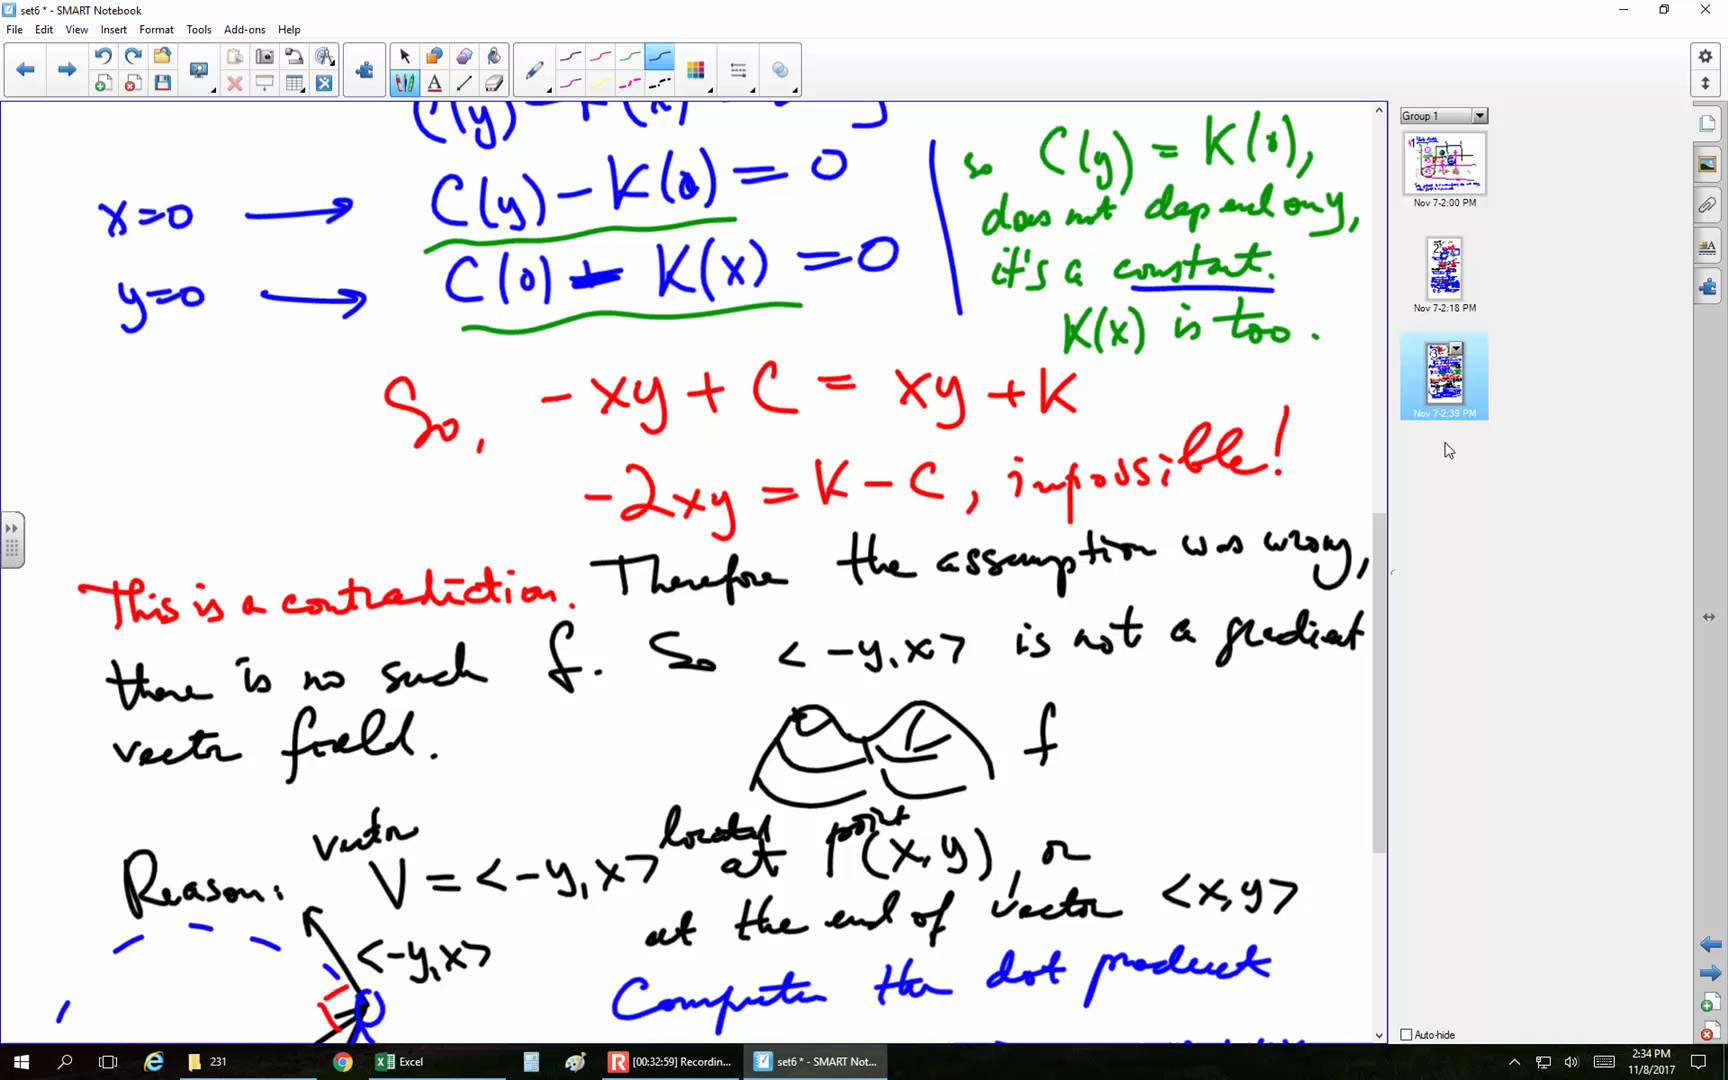 set6 * - SMART Notebook
File Edit View Insert Format Tools Add-ons Help
Group 1
Nov 7-2:00 PM
Nov 7-2:18 PM
Nov 7-2:39 PM
x=0 → C(y) - K(0) = 0
y=0 → C(0) - K(x) = 0
so C(y) = K(0),
does not depend on y,
it's a constant.
K(x) is too.
So, -xy + C = xy + K
-2xy = K - C, impossible!
This is a contradiction. Therefore the assumption was wrong,
there is no such f. So < -y, x > is not a gradient
vector field.
f
Reason: vector V = < -y, x > located at point P(x, y), or
at the end of vector < x, y >
< -y, x >
Compute the dot product
Auto-hide
231
Excel
[00:32:59] Recordin...
set6 * - SMART Not...
2:34 PM
11/8/2017